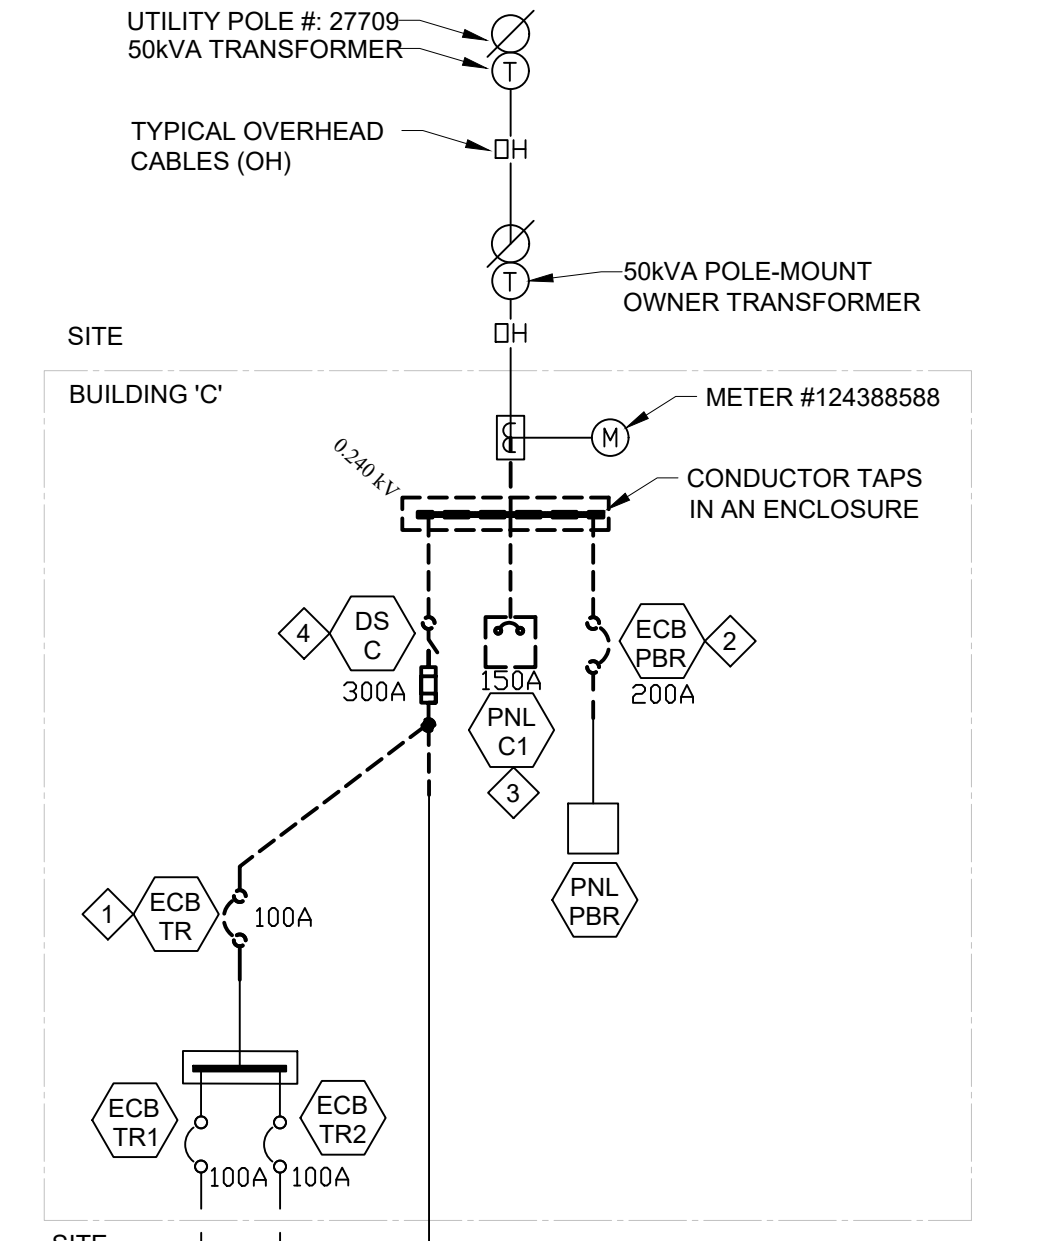 UTILITY POLE #: 27709
50kVA TRANSFORMER
T
TYPICAL OVERHEAD
CABLES (OH)
OH
50kVA POLE-MOUNT
OWNER TRANSFORMER
T
OH
SITE
BUILDING 'C'
METER #124388588
M
0.240 kV
CONDUCTOR TAPS
IN AN ENCLOSURE
4
DS
C
300A
150A
PNL
C1
3
ECB
PBR
2
200A
PNL
PBR
1
ECB
TR
100A
ECB
TR1
100A
ECB
TR2
100A
SITE